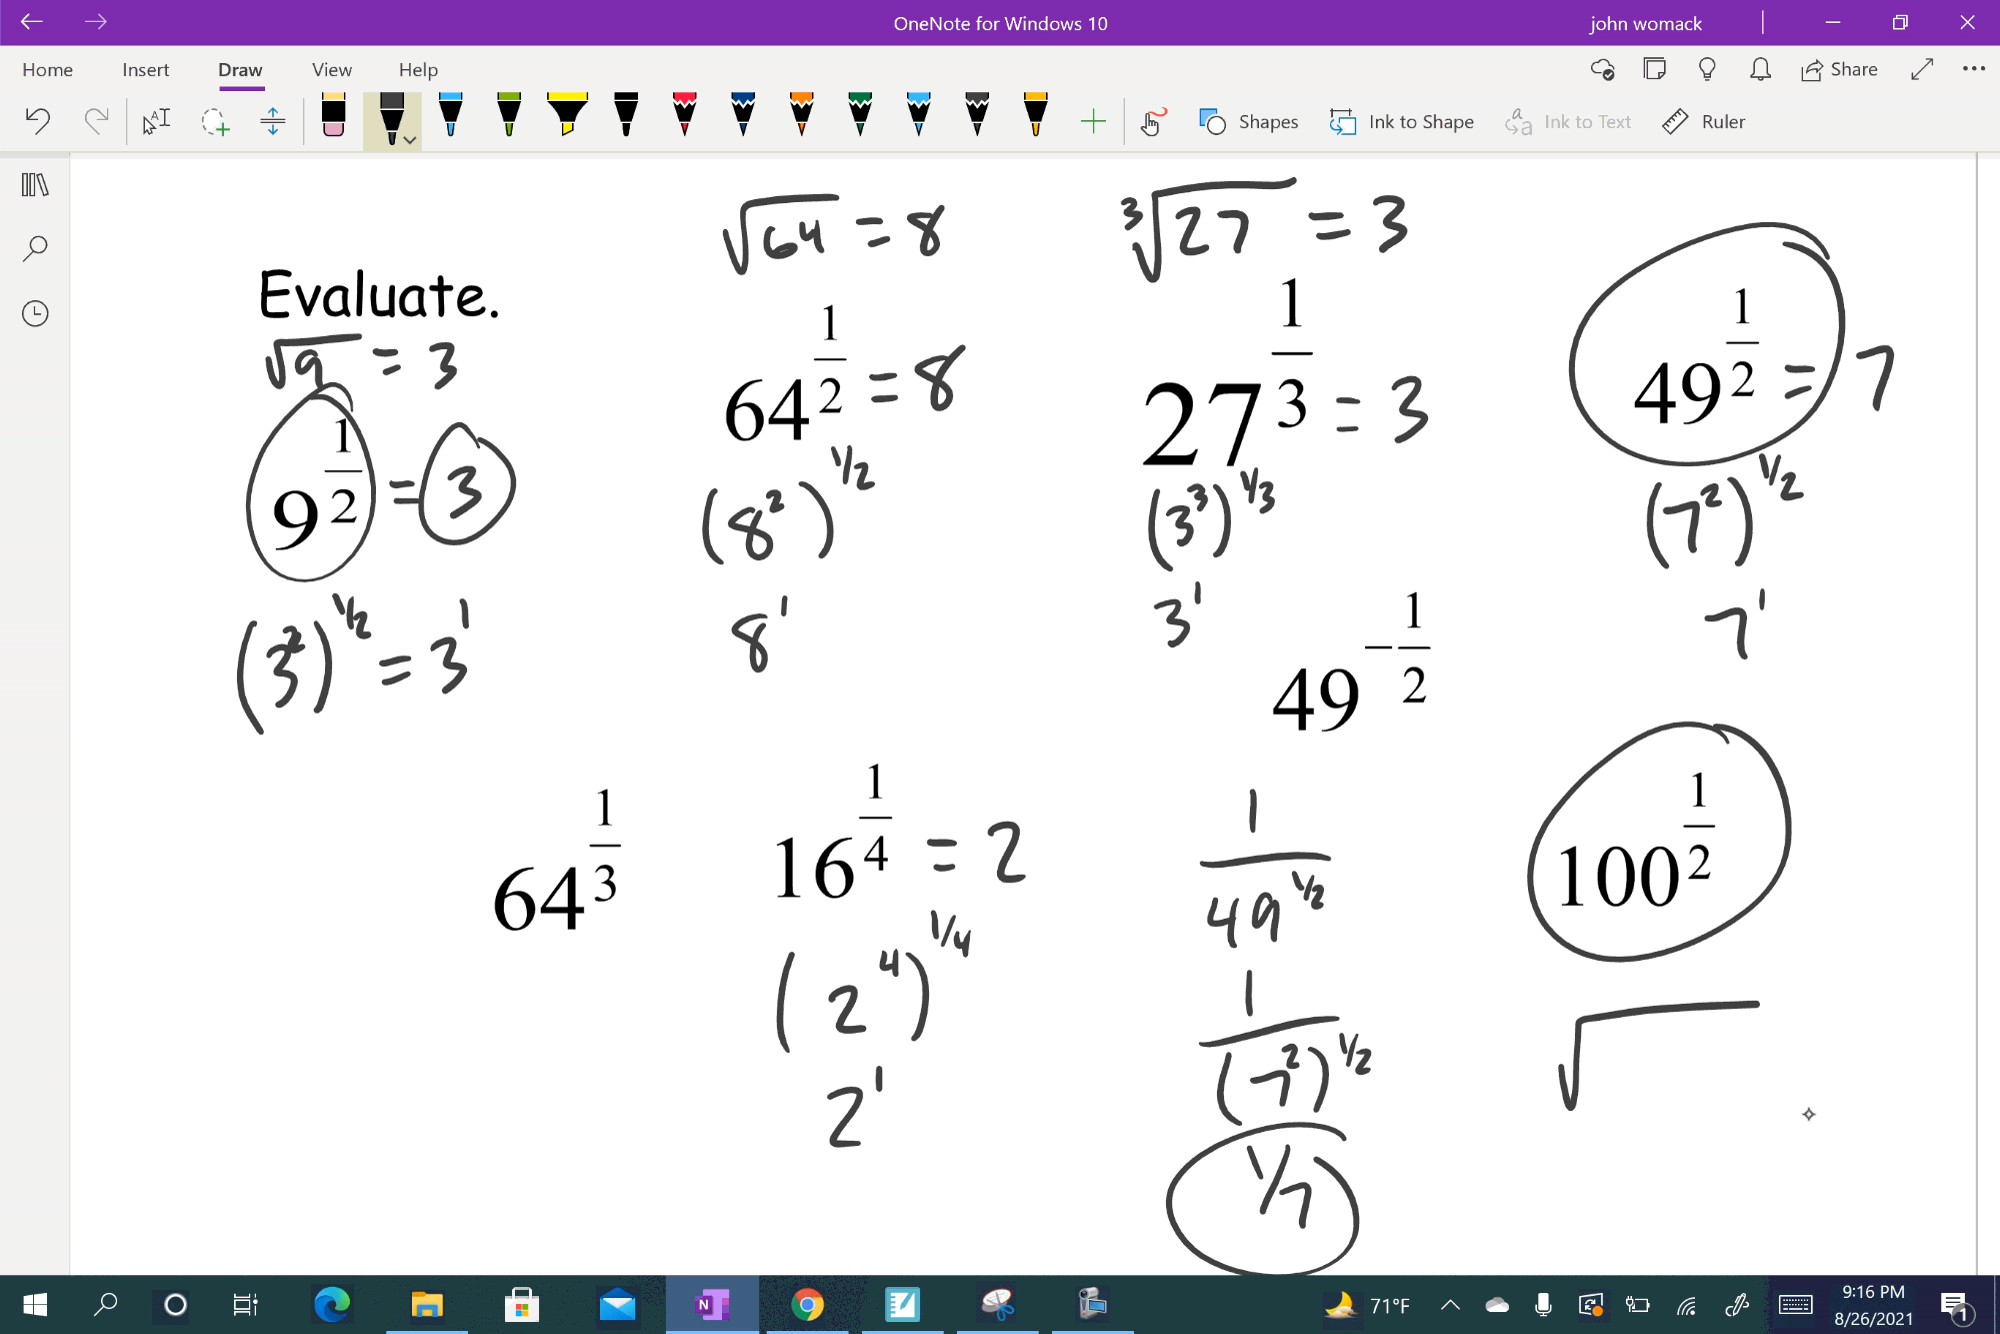 OneNote for Windows 10
john womack
Home Insert Draw View Help
Share
Shapes Ink to Shape Ink to Text Ruler
Evaluate.
√9 = 3
9^(1/2) = 3
(3²)^(1/2) = 3¹
√64 = 8
64^(1/2) = 8
(8²)^(1/2)
8¹
³√27 = 3
27^(1/3) = 3
(3³)^(1/3)
3¹
49^(1/2) = 7
(7²)^(1/2)
7¹
64^(1/3)
16^(1/4) = 2
(2⁴)^(1/4)
2¹
49^(-1/2)
1/49^(1/2)
1/(7²)^(1/2)
1/7
100^(1/2)
√
71°F
9:16 PM
8/26/2021
1